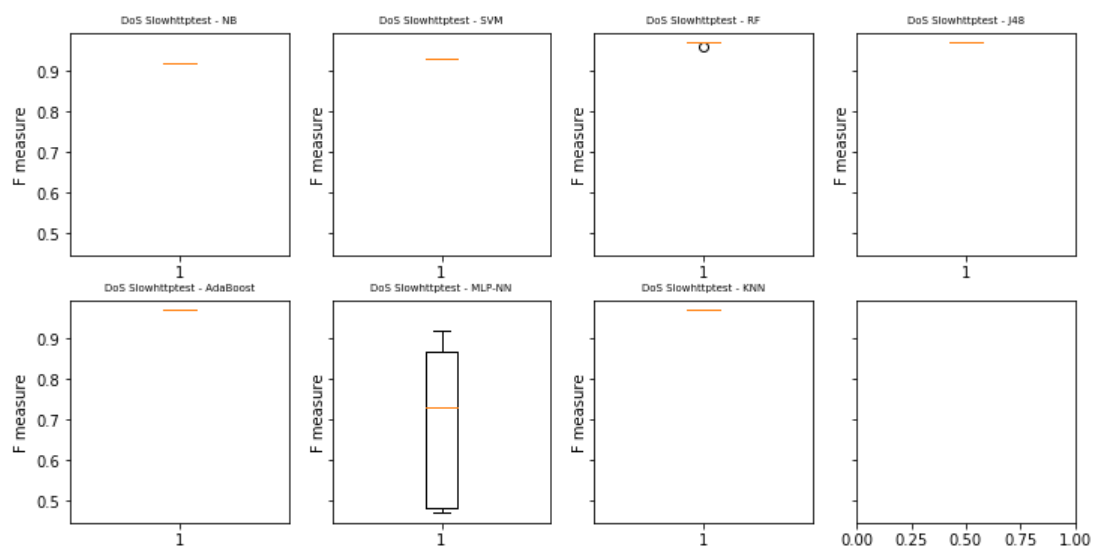 DoS Slowhttptest - NB
DoS Slowhttptest - SVM
DoS Slowhttptest - RF
DoS Slowhttptest - J48
F measure
0.9
0.8
0.7
0.6
0.5
1
F measure
1
F measure
1
F measure
1
DoS Slowhttptest - AdaBoost
DoS Slowhttptest - MLP-NN
DoS Slowhttptest - KNN
F measure
0.9
0.8
0.7
0.6
0.5
1
F measure
1
F measure
1
0.00 0.25 0.50 0.75 1.00